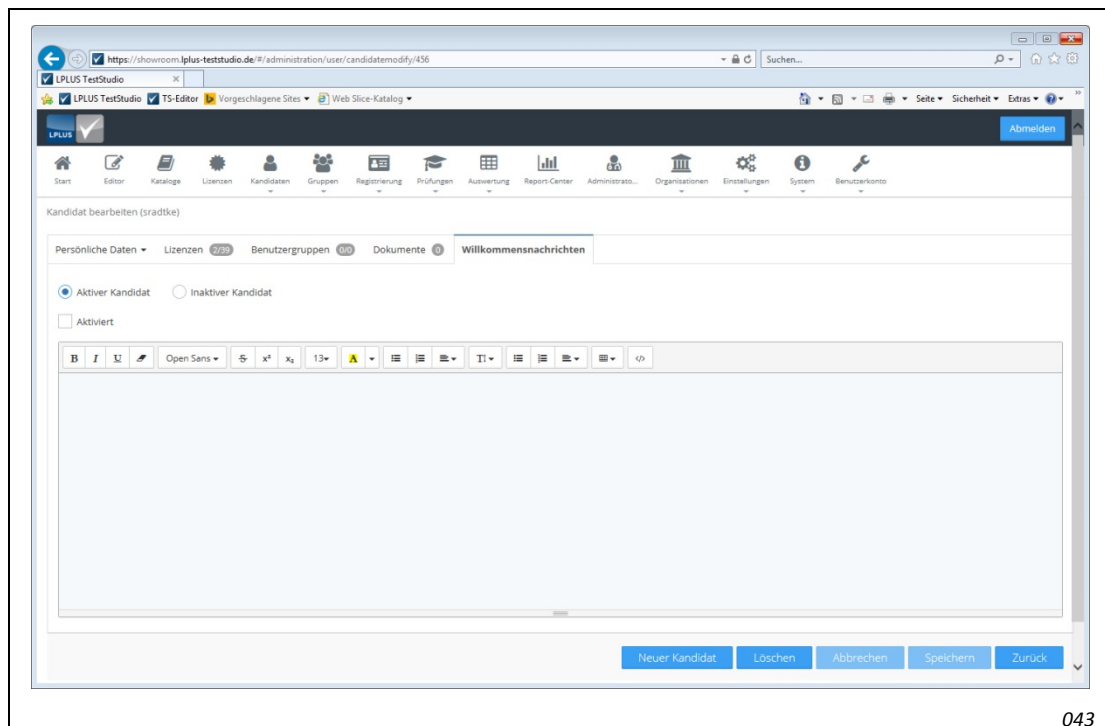 https://showroom.lplus-teststudio.de/#/administration/user/candidatemodify/456
Suchen...
LPLUS TestStudio
LPLUS TestStudio TS-Editor Vorgeschlagene Sites Web Slice-Katalog Seite Sicherheit Extras
LPLUS Abmelden
Start Editor Kataloge Lizenzen Kandidaten Gruppen Registrierung Prüfungen Auswertung Report-Center Administrato... Organisationen Einstellungen System Benutzerkonto
Kandidat bearbeiten (sradtke)
Persönliche Daten Lizenzen 2/39 Benutzergruppen 0/0 Dokumente 0 Willkommensnachrichten
Aktiver Kandidat Inaktiver Kandidat
Aktiviert
B I U Open Sans S x² x₂ 13 A TI </>
Neuer Kandidat Löschen Abbrechen Speichern Zurück
043